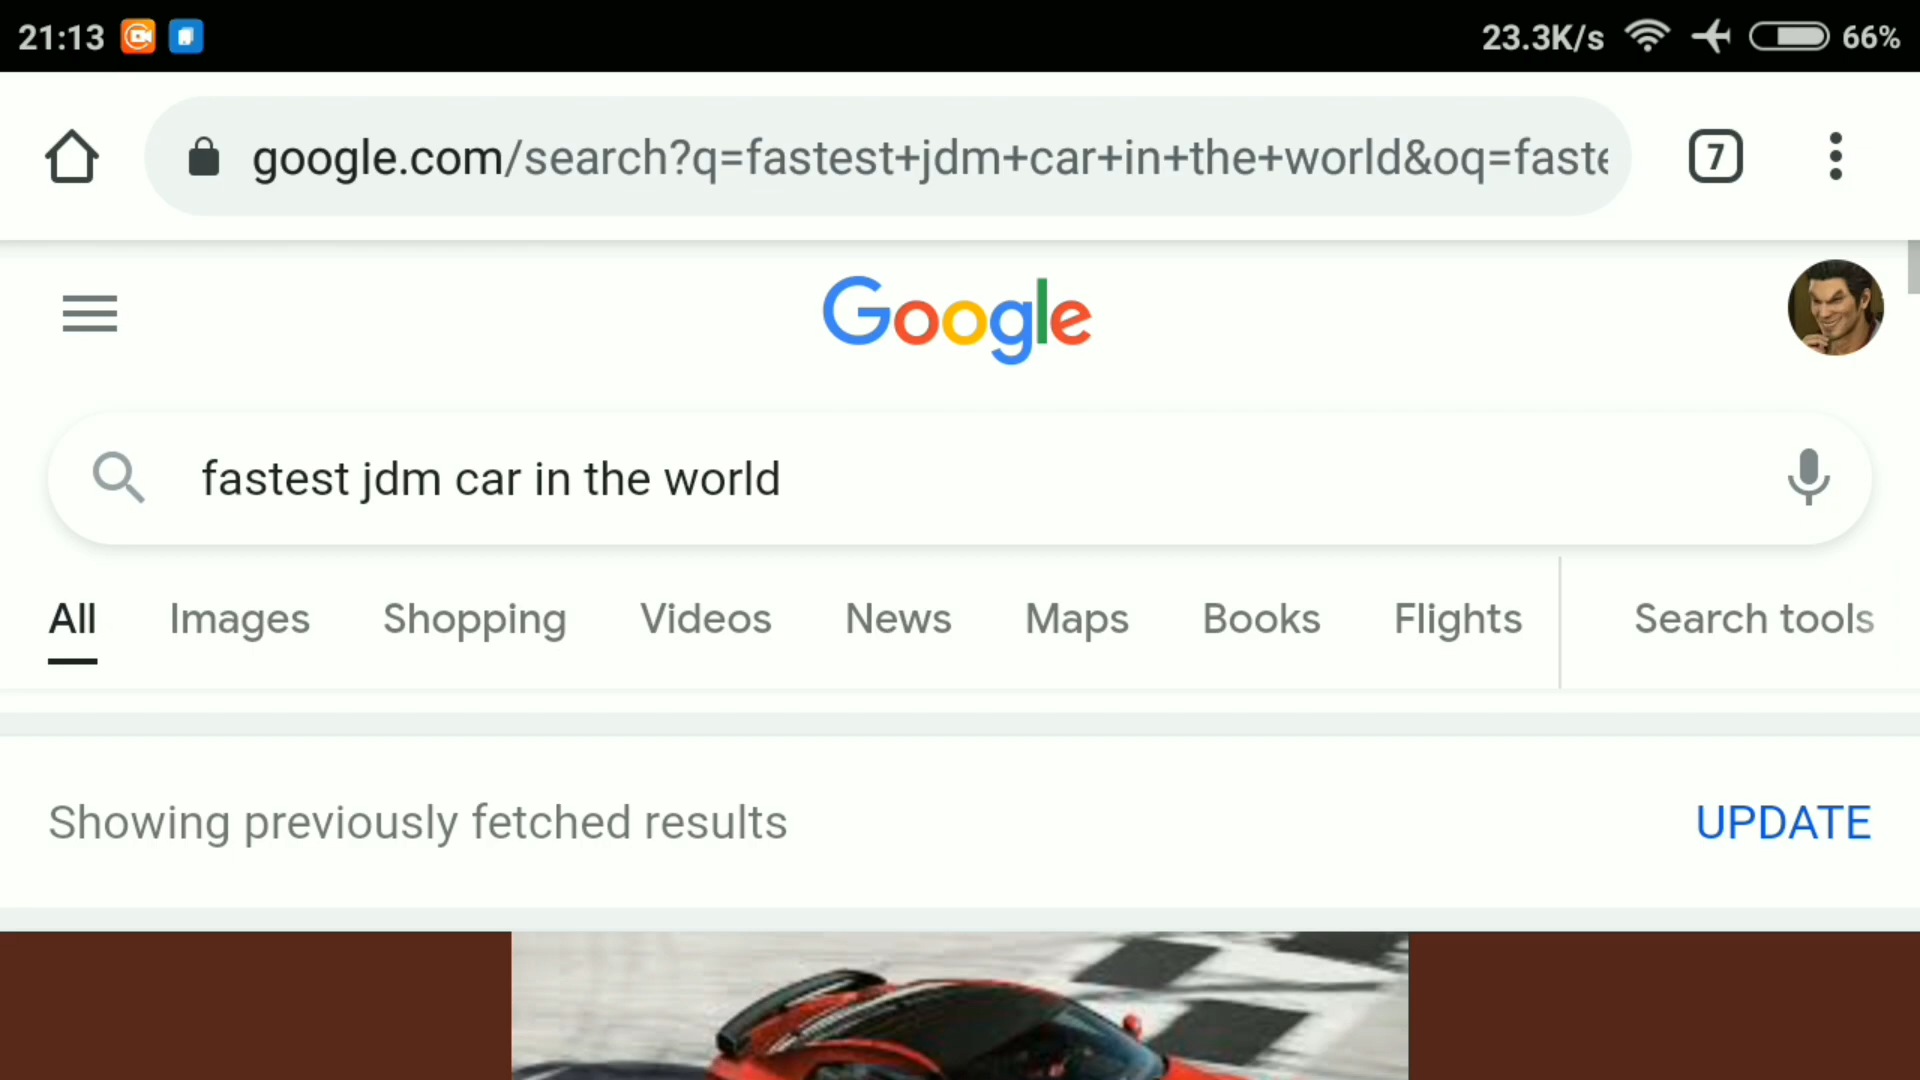 21:13 23.3K/s 66%
google.com/search?q=fastest+jdm+car+in+the+world&oq=faste 7
Google
fastest jdm car in the world
All Images Shopping Videos News Maps Books Flights Search tools
Showing previously fetched results UPDATE